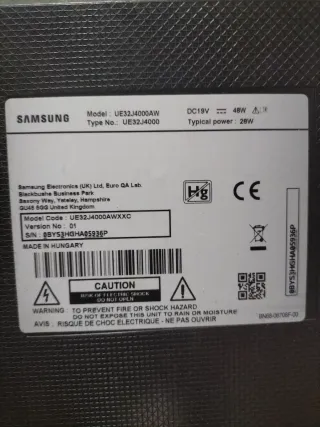 SAMSUNG
Model : UE32J4000AW
Type No.: UE32J4000
DC19V ⎓ 48W
Typical power : 28W
Samsung Electronics (UK) Ltd, Euro QA Lab.
Blackbushe Business Park
Saxony Way, Yateley, Hampshire
GU46 6GG United Kingdom
Hg
Model Code : UE32J4000AWXXC
Version No : 01
S/N :
MADE IN HUNGARY
CAUTION
RISK OF ELECTRIC SHOCK
DO NOT OPEN
WARNING
TO PREVENT FIRE OR SHOCK HAZARD,
DO NOT EXPOSE THIS SET TO RAIN OR MOISTURE
AVIS : RISQUE DE CHOC ELECTRIQUE - NE PAS OUVRIR